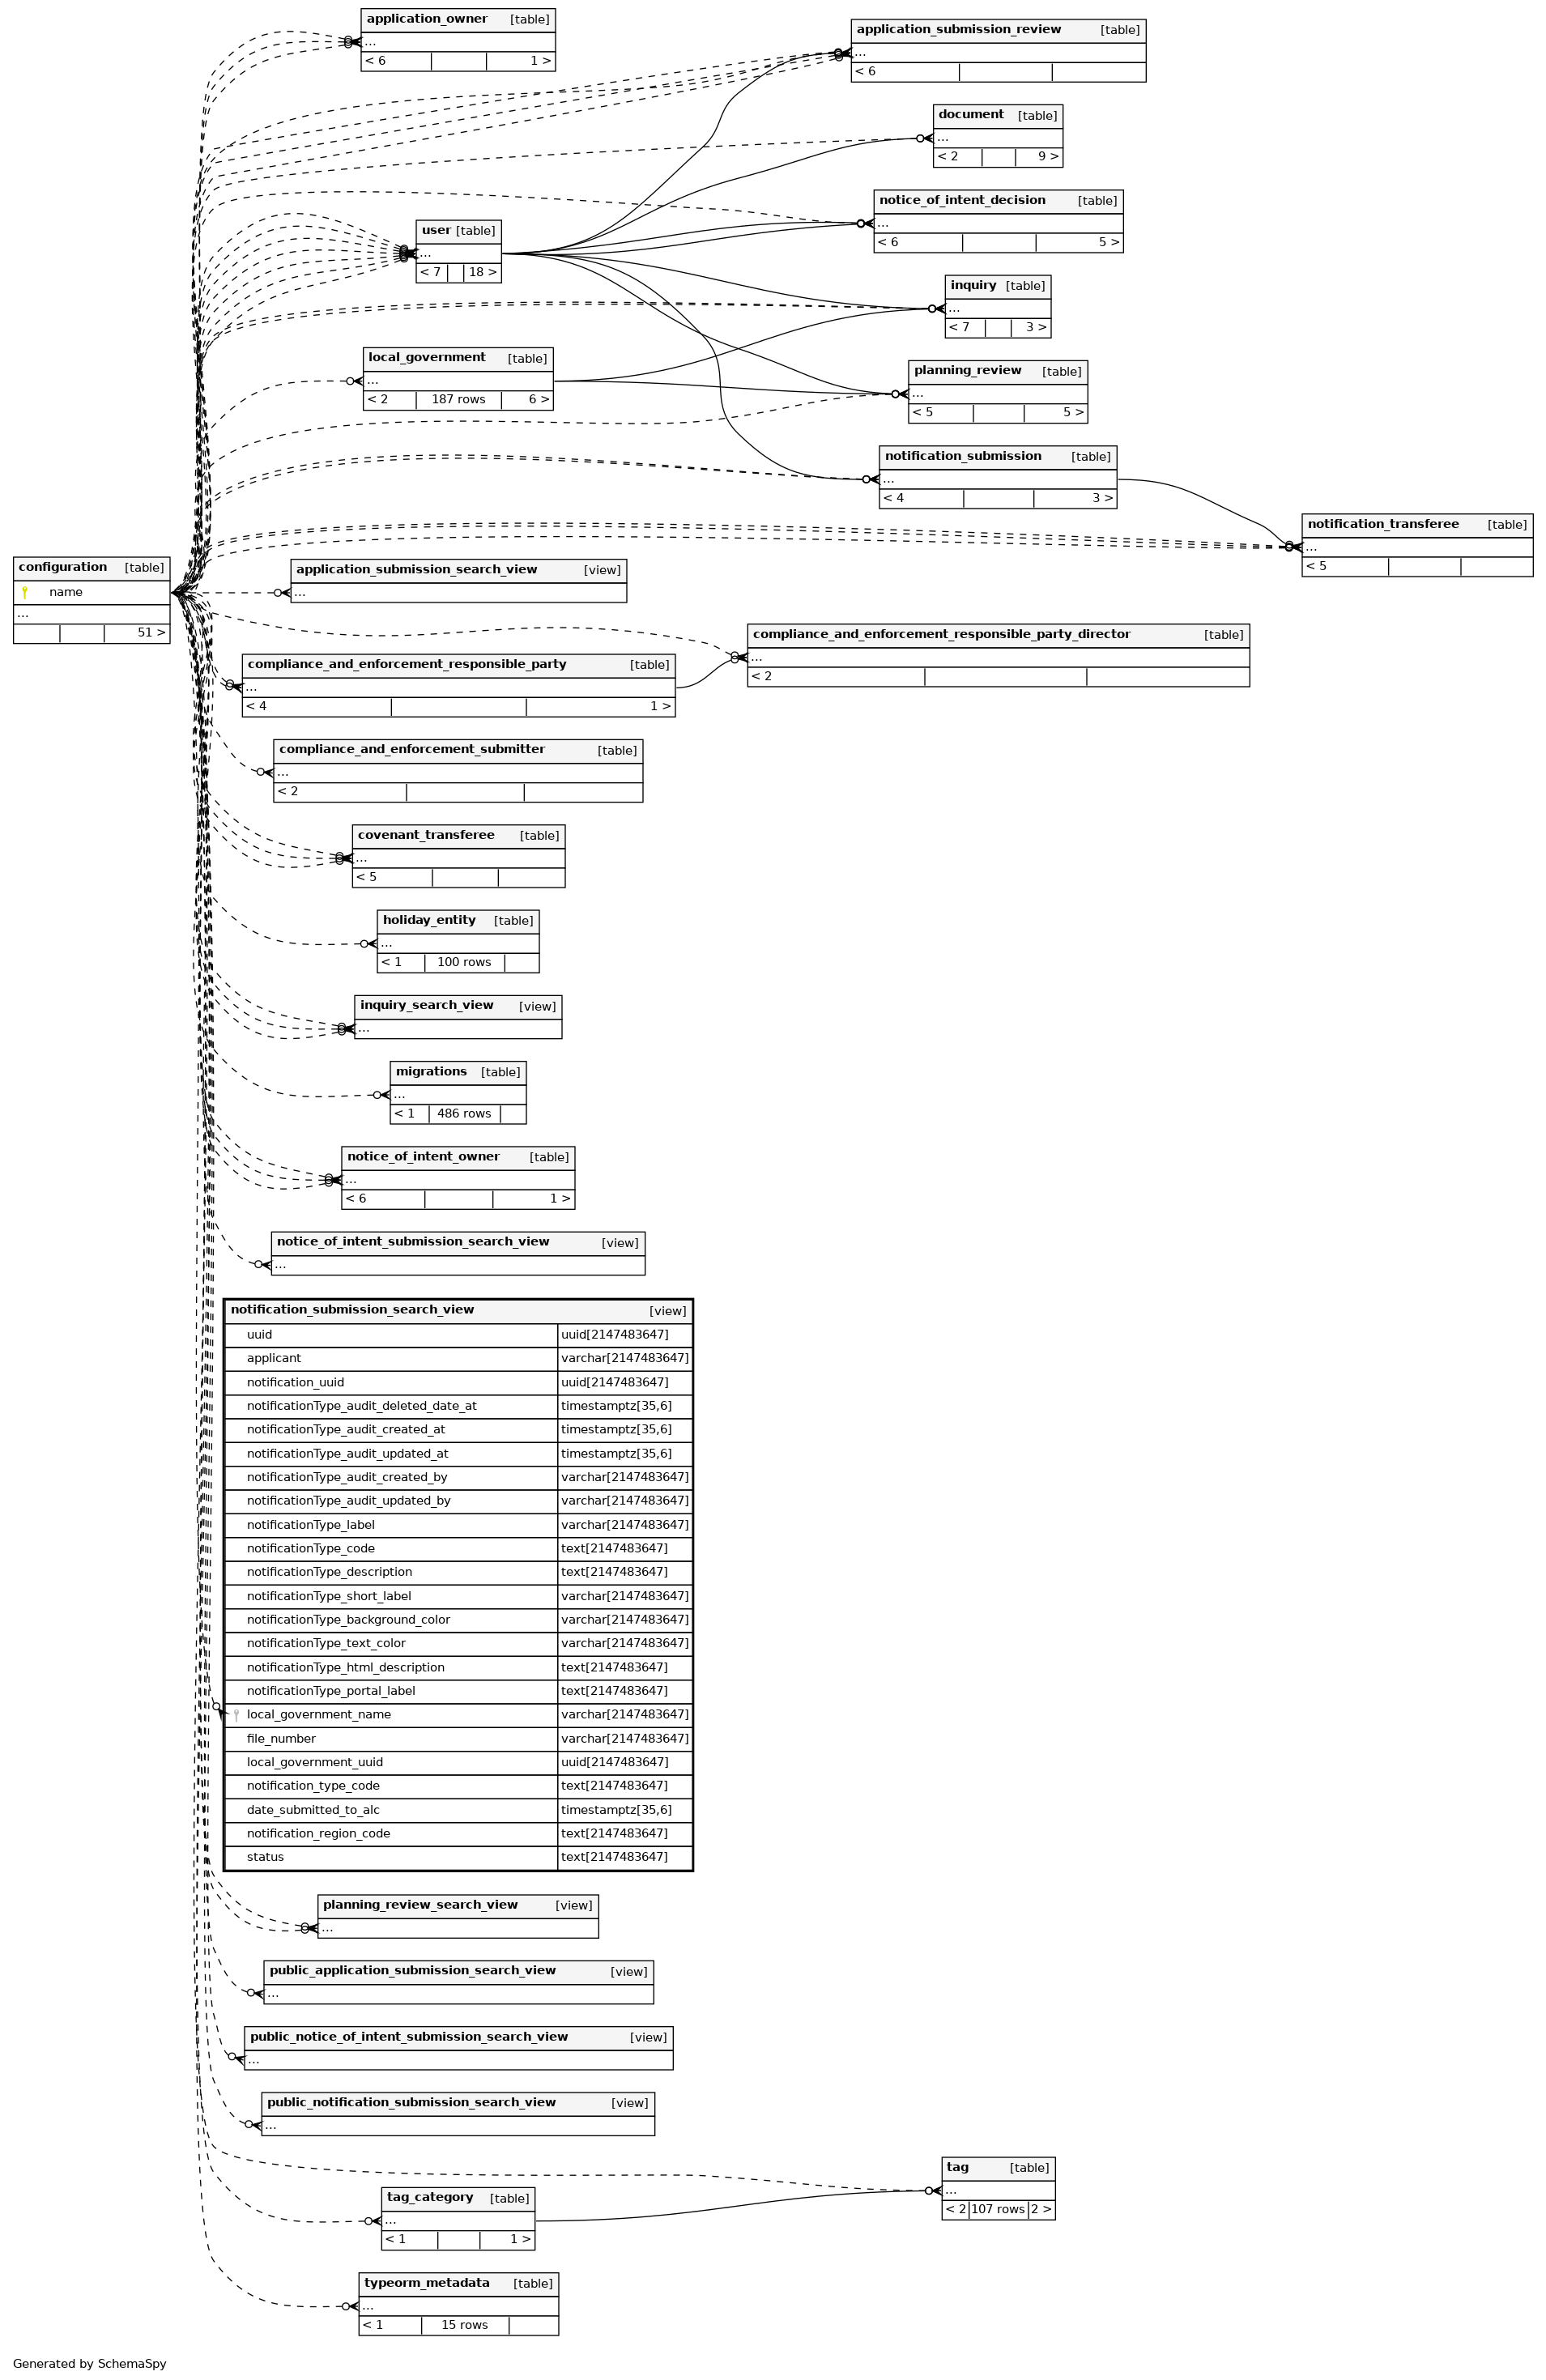 application_owner [table]
...
< 6 1 >
application_submission_review [table]
...
< 6
document [table]
...
< 2 9 >
notice_of_intent_decision [table]
...
< 6 5 >
user [table]
...
< 7 18 >
inquiry [table]
...
< 7 3 >
local_government [table]
...
< 2 187 rows 6 >
planning_review [table]
...
< 5 5 >
notification_submission [table]
...
< 4 3 >
notification_transferee [table]
...
< 5
configuration [table]
name
...
51 >
application_submission_search_view [view]
...
compliance_and_enforcement_responsible_party_director [table]
...
< 2
compliance_and_enforcement_responsible_party [table]
...
< 4 1 >
compliance_and_enforcement_submitter [table]
...
< 2
covenant_transferee [table]
...
< 5
holiday_entity [table]
...
< 1 100 rows
inquiry_search_view [view]
...
migrations [table]
...
< 1 486 rows
notice_of_intent_owner [table]
...
< 6 1 >
notice_of_intent_submission_search_view [view]
...
notification_submission_search_view [view]
uuid uuid[2147483647]
applicant varchar[2147483647]
notification_uuid uuid[2147483647]
notificationType_audit_deleted_date_at timestamptz[35,6]
notificationType_audit_created_at timestamptz[35,6]
notificationType_audit_updated_at timestamptz[35,6]
notificationType_audit_created_by varchar[2147483647]
notificationType_audit_updated_by varchar[2147483647]
notificationType_label varchar[2147483647]
notificationType_code text[2147483647]
notificationType_description text[2147483647]
notificationType_short_label varchar[2147483647]
notificationType_background_color varchar[2147483647]
notificationType_text_color varchar[2147483647]
notificationType_html_description text[2147483647]
notificationType_portal_label text[2147483647]
local_government_name varchar[2147483647]
file_number varchar[2147483647]
local_government_uuid uuid[2147483647]
notification_type_code text[2147483647]
date_submitted_to_alc timestamptz[35,6]
notification_region_code text[2147483647]
status text[2147483647]
planning_review_search_view [view]
...
public_application_submission_search_view [view]
...
public_notice_of_intent_submission_search_view [view]
...
public_notification_submission_search_view [view]
...
tag [table]
...
< 2 107 rows 2 >
tag_category [table]
...
< 1 1 >
typeorm_metadata [table]
...
< 1 15 rows
Generated by SchemaSpy